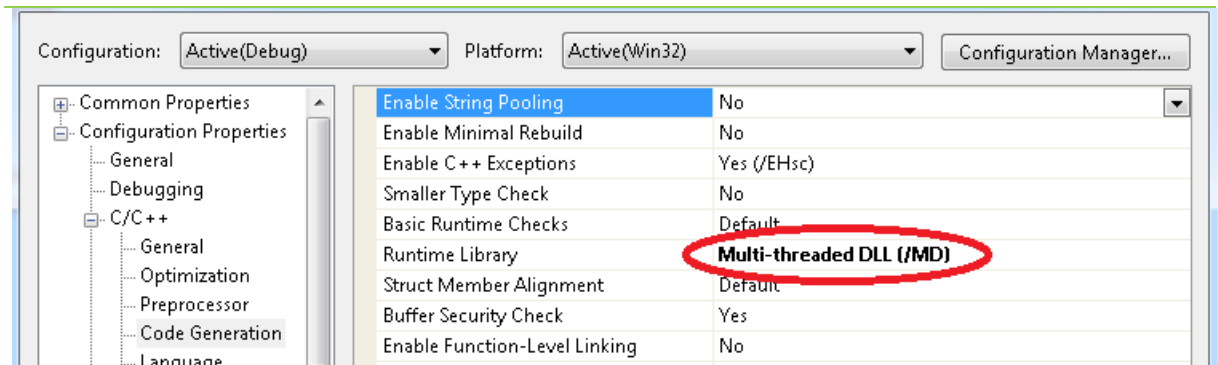 Configuration: Active(Debug) Platform: Active(Win32) Configuration Manager...
Common Properties
Configuration Properties
General
Debugging
C/C++
General
Optimization
Preprocessor
Code Generation
Language
Enable String Pooling No
Enable Minimal Rebuild No
Enable C++ Exceptions Yes (/EHsc)
Smaller Type Check No
Basic Runtime Checks Default
Runtime Library Multi-threaded DLL (/MD)
Struct Member Alignment Default
Buffer Security Check Yes
Enable Function-Level Linking No